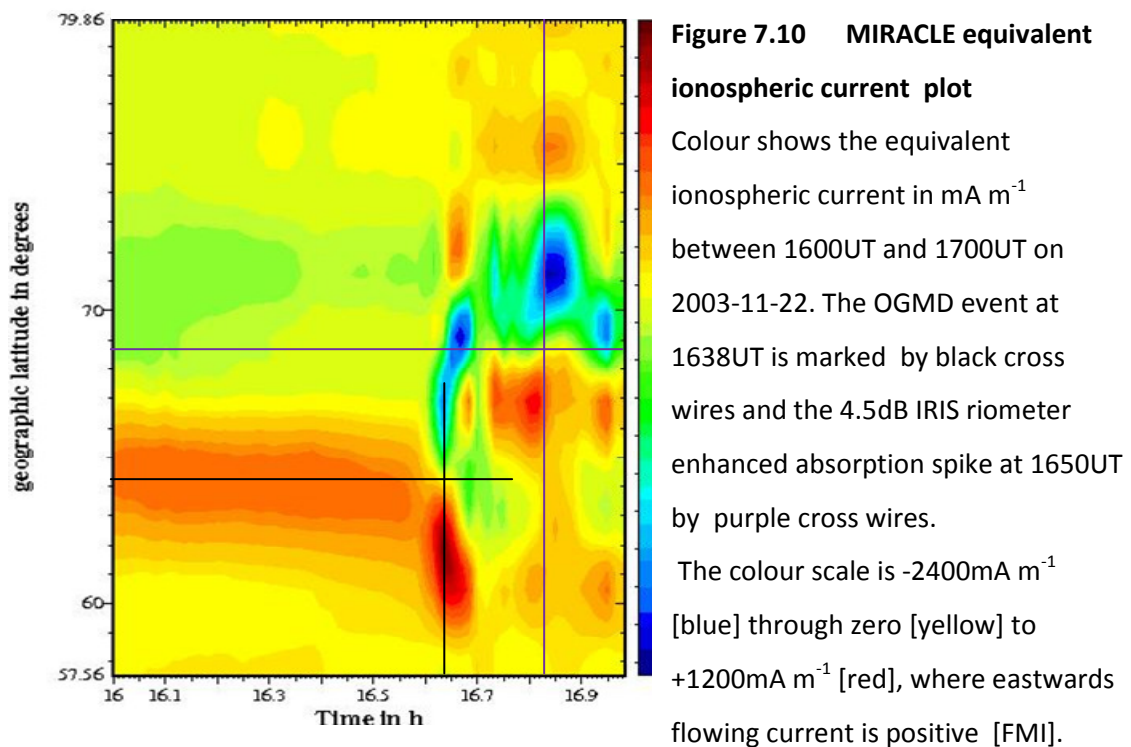 79.86
70
60
57.56
geographic latitude in degrees
16 16.1 16.3 16.5 16.7 16.9
Time in h
Figure 7.10 MIRACLE equivalent
ionospheric current plot
Colour shows the equivalent
ionospheric current in mA m⁻¹
between 1600UT and 1700UT on
2003-11-22. The OGMD event at
1638UT is marked by black cross
wires and the 4.5dB IRIS riometer
enhanced absorption spike at 1650UT
by purple cross wires.
The colour scale is -2400mA m⁻¹
[blue] through zero [yellow] to
+1200mA m⁻¹ [red], where eastwards
flowing current is positive [FMI].